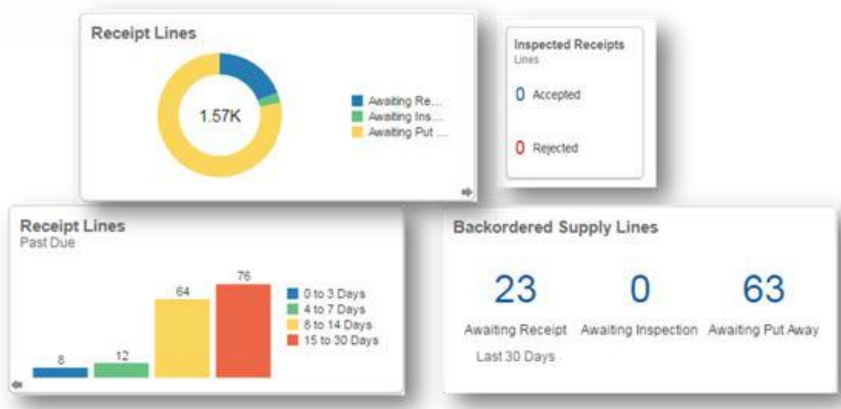 Receipt Lines
1.57K
Awaiting Re...
Awaiting Ins...
Awaiting Put ...
Inspected Receipts
Lines
0 Accepted
0 Rejected
Receipt Lines
Past Due
8
12
64
76
0 to 3 Days
4 to 7 Days
8 to 14 Days
15 to 30 Days
Backordered Supply Lines
23 0 63
Awaiting Receipt Awaiting Inspection Awaiting Put Away
Last 30 Days